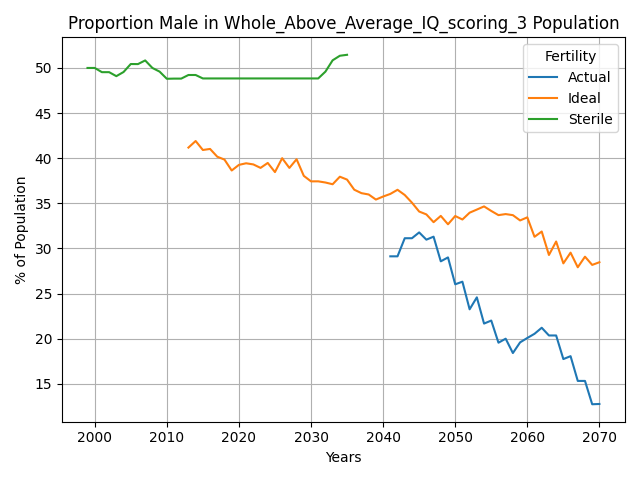 Proportion Male in Whole_Above_Average_IQ_scoring_3 Population
Fertility
Actual
Ideal
Sterile
% of Population
50
45
40
35
30
25
20
15
2000 2010 2020 2030 2040 2050 2060 2070
Years